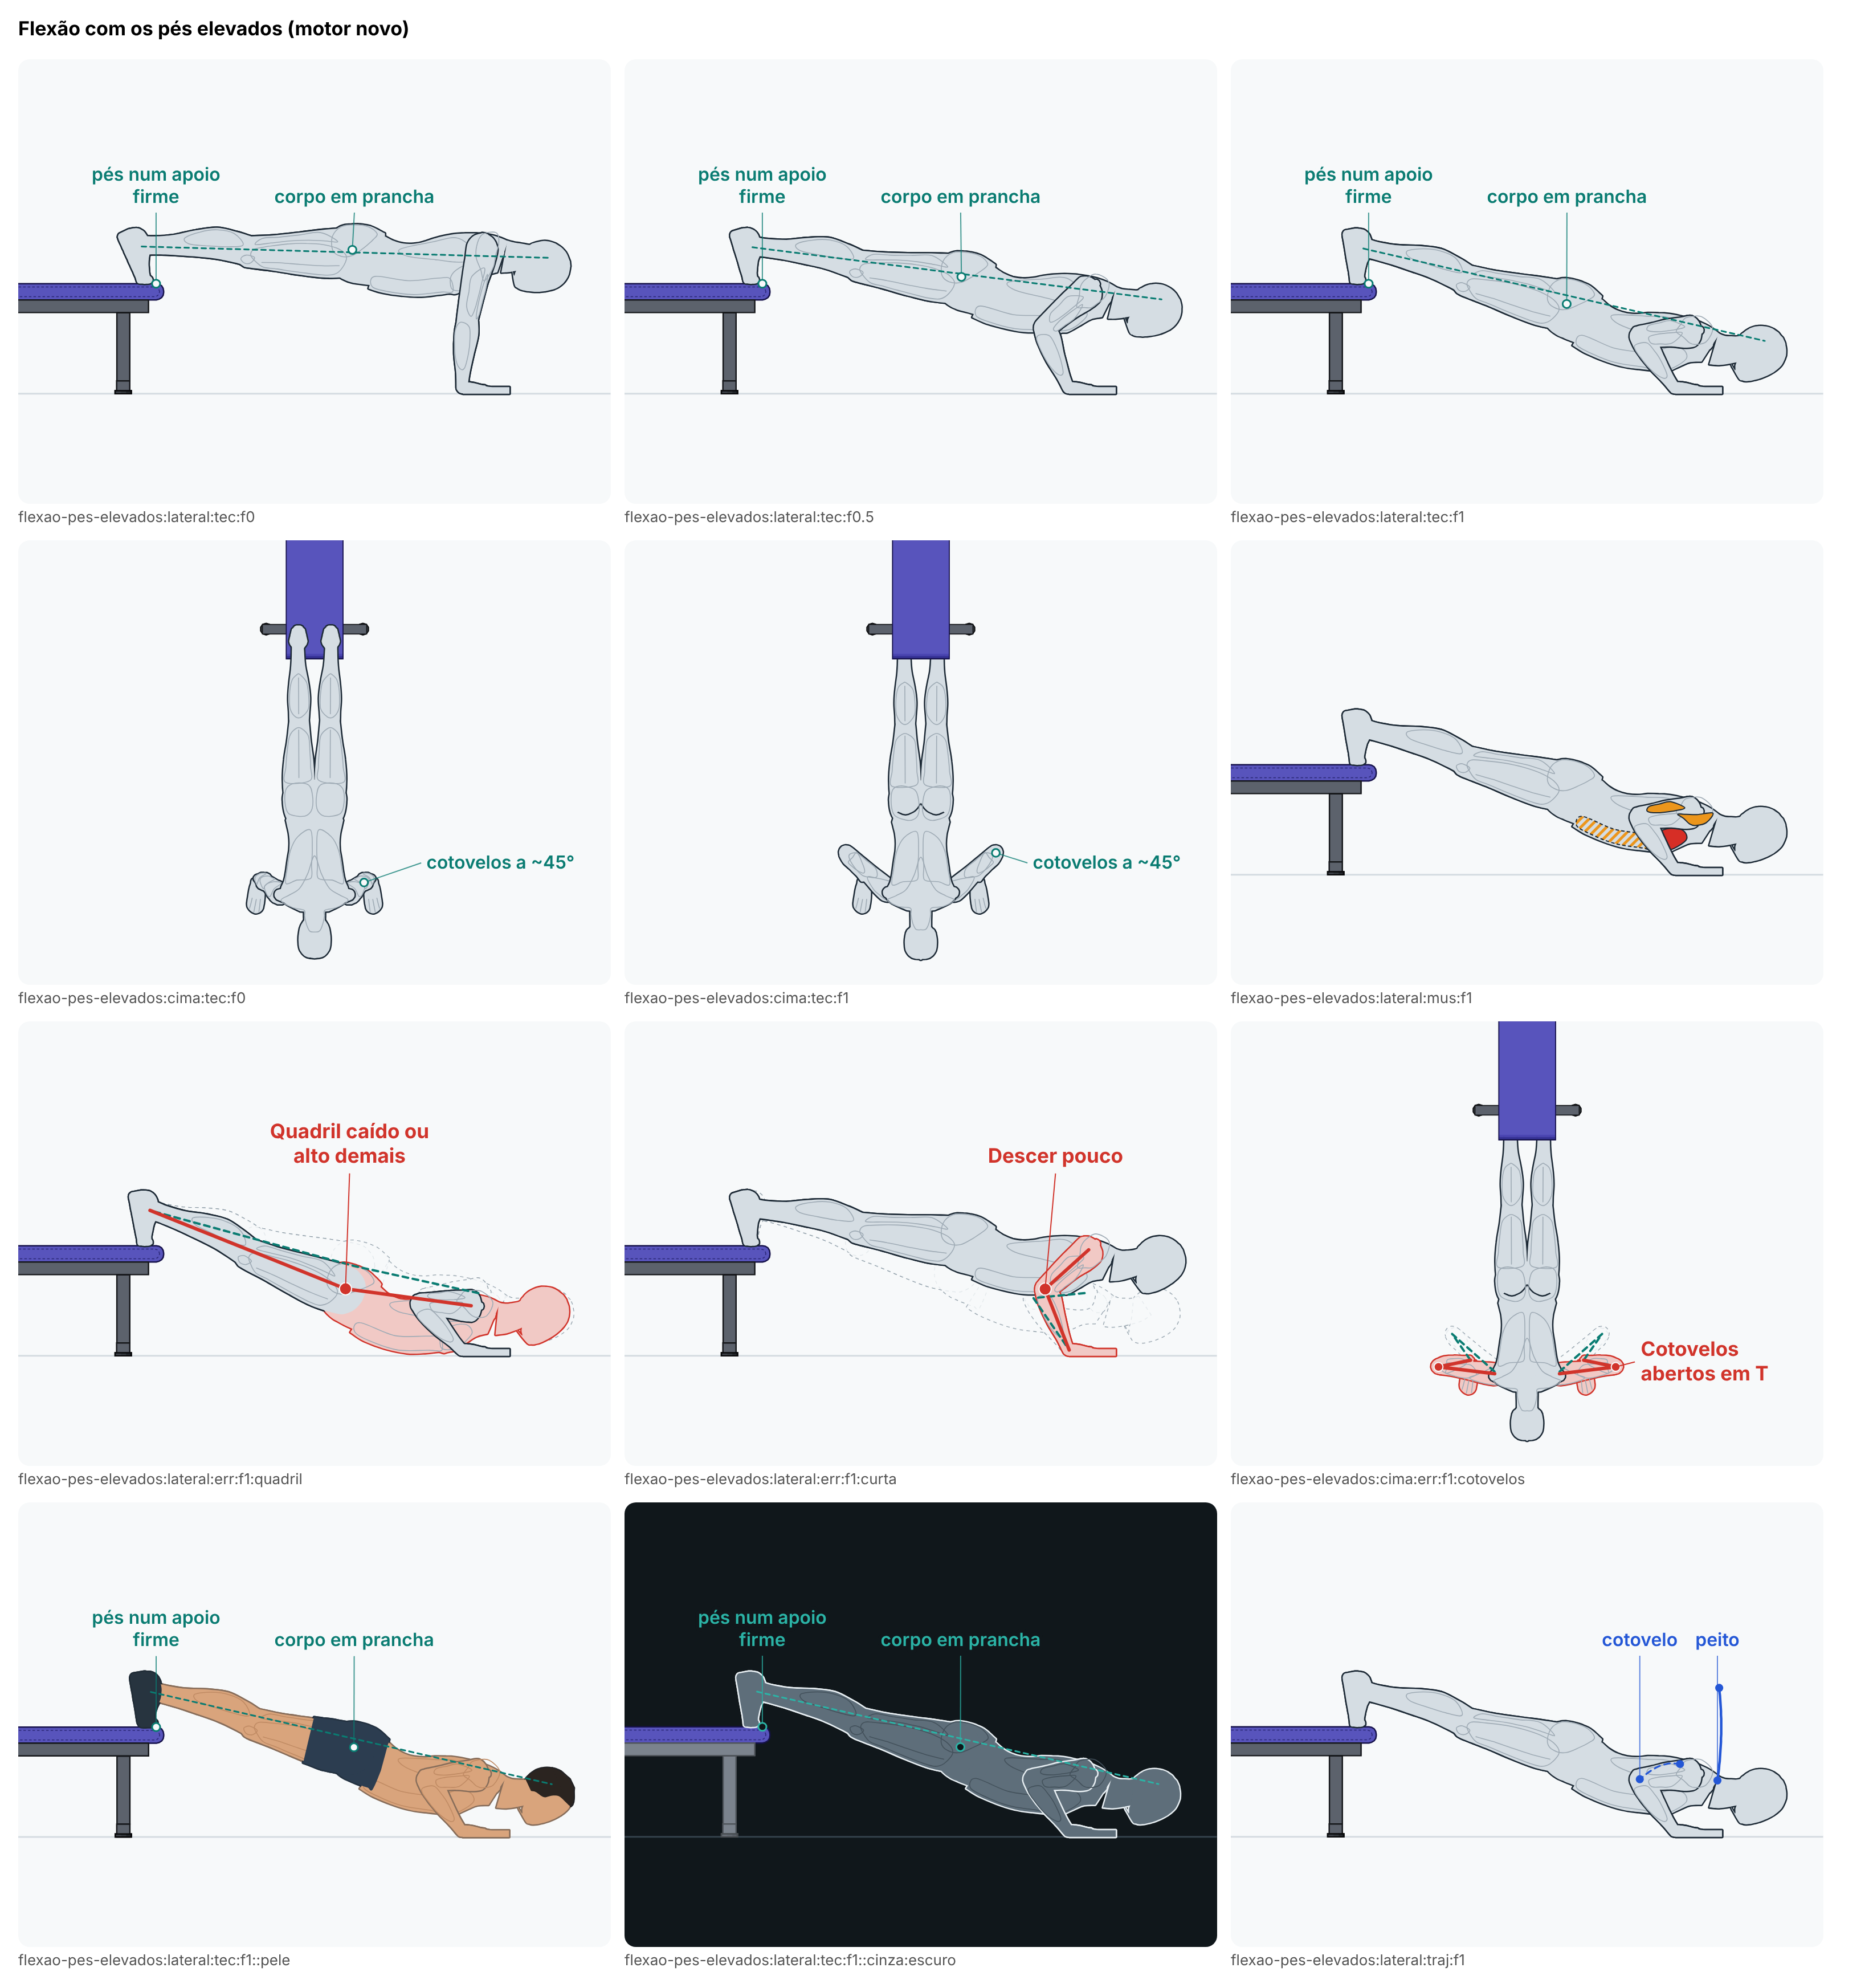 Flexão com os pés elevados (motor novo)
pés num apoio
firme
corpo em prancha
flexao-pes-elevados:lateral:tec:f0
pés num apoio
firme
corpo em prancha
flexao-pes-elevados:lateral:tec:f0.5
pés num apoio
firme
corpo em prancha
flexao-pes-elevados:lateral:tec:f1
cotovelos a ~45°
flexao-pes-elevados:cima:tec:f0
cotovelos a ~45°
flexao-pes-elevados:cima:tec:f1
flexao-pes-elevados:lateral:mus:f1
Quadril caído ou
alto demais
flexao-pes-elevados:lateral:err:f1:quadril
Descer pouco
flexao-pes-elevados:lateral:err:f1:curta
Cotovelos
abertos em T
flexao-pes-elevados:cima:err:f1:cotovelos
pés num apoio
firme
corpo em prancha
flexao-pes-elevados:lateral:tec:f1::pele
pés num apoio
firme
corpo em prancha
flexao-pes-elevados:lateral:tec:f1::cinza:escuro
cotovelo
peito
flexao-pes-elevados:lateral:traj:f1